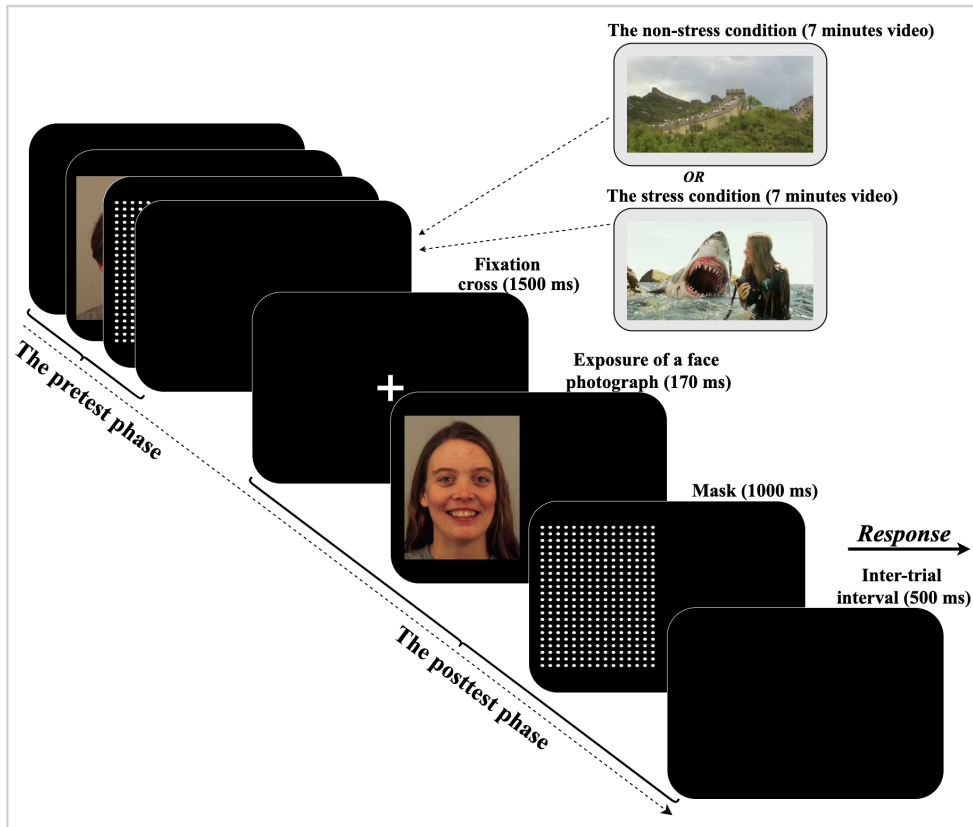 The non-stress condition (7 minutes video)
OR
The stress condition (7 minutes video)
Fixation
cross (1500 ms)
Exposure of a face
photograph (170 ms)
Mask (1000 ms)
Response
Inter-trial
interval (500 ms)
The pretest phase
The posttest phase